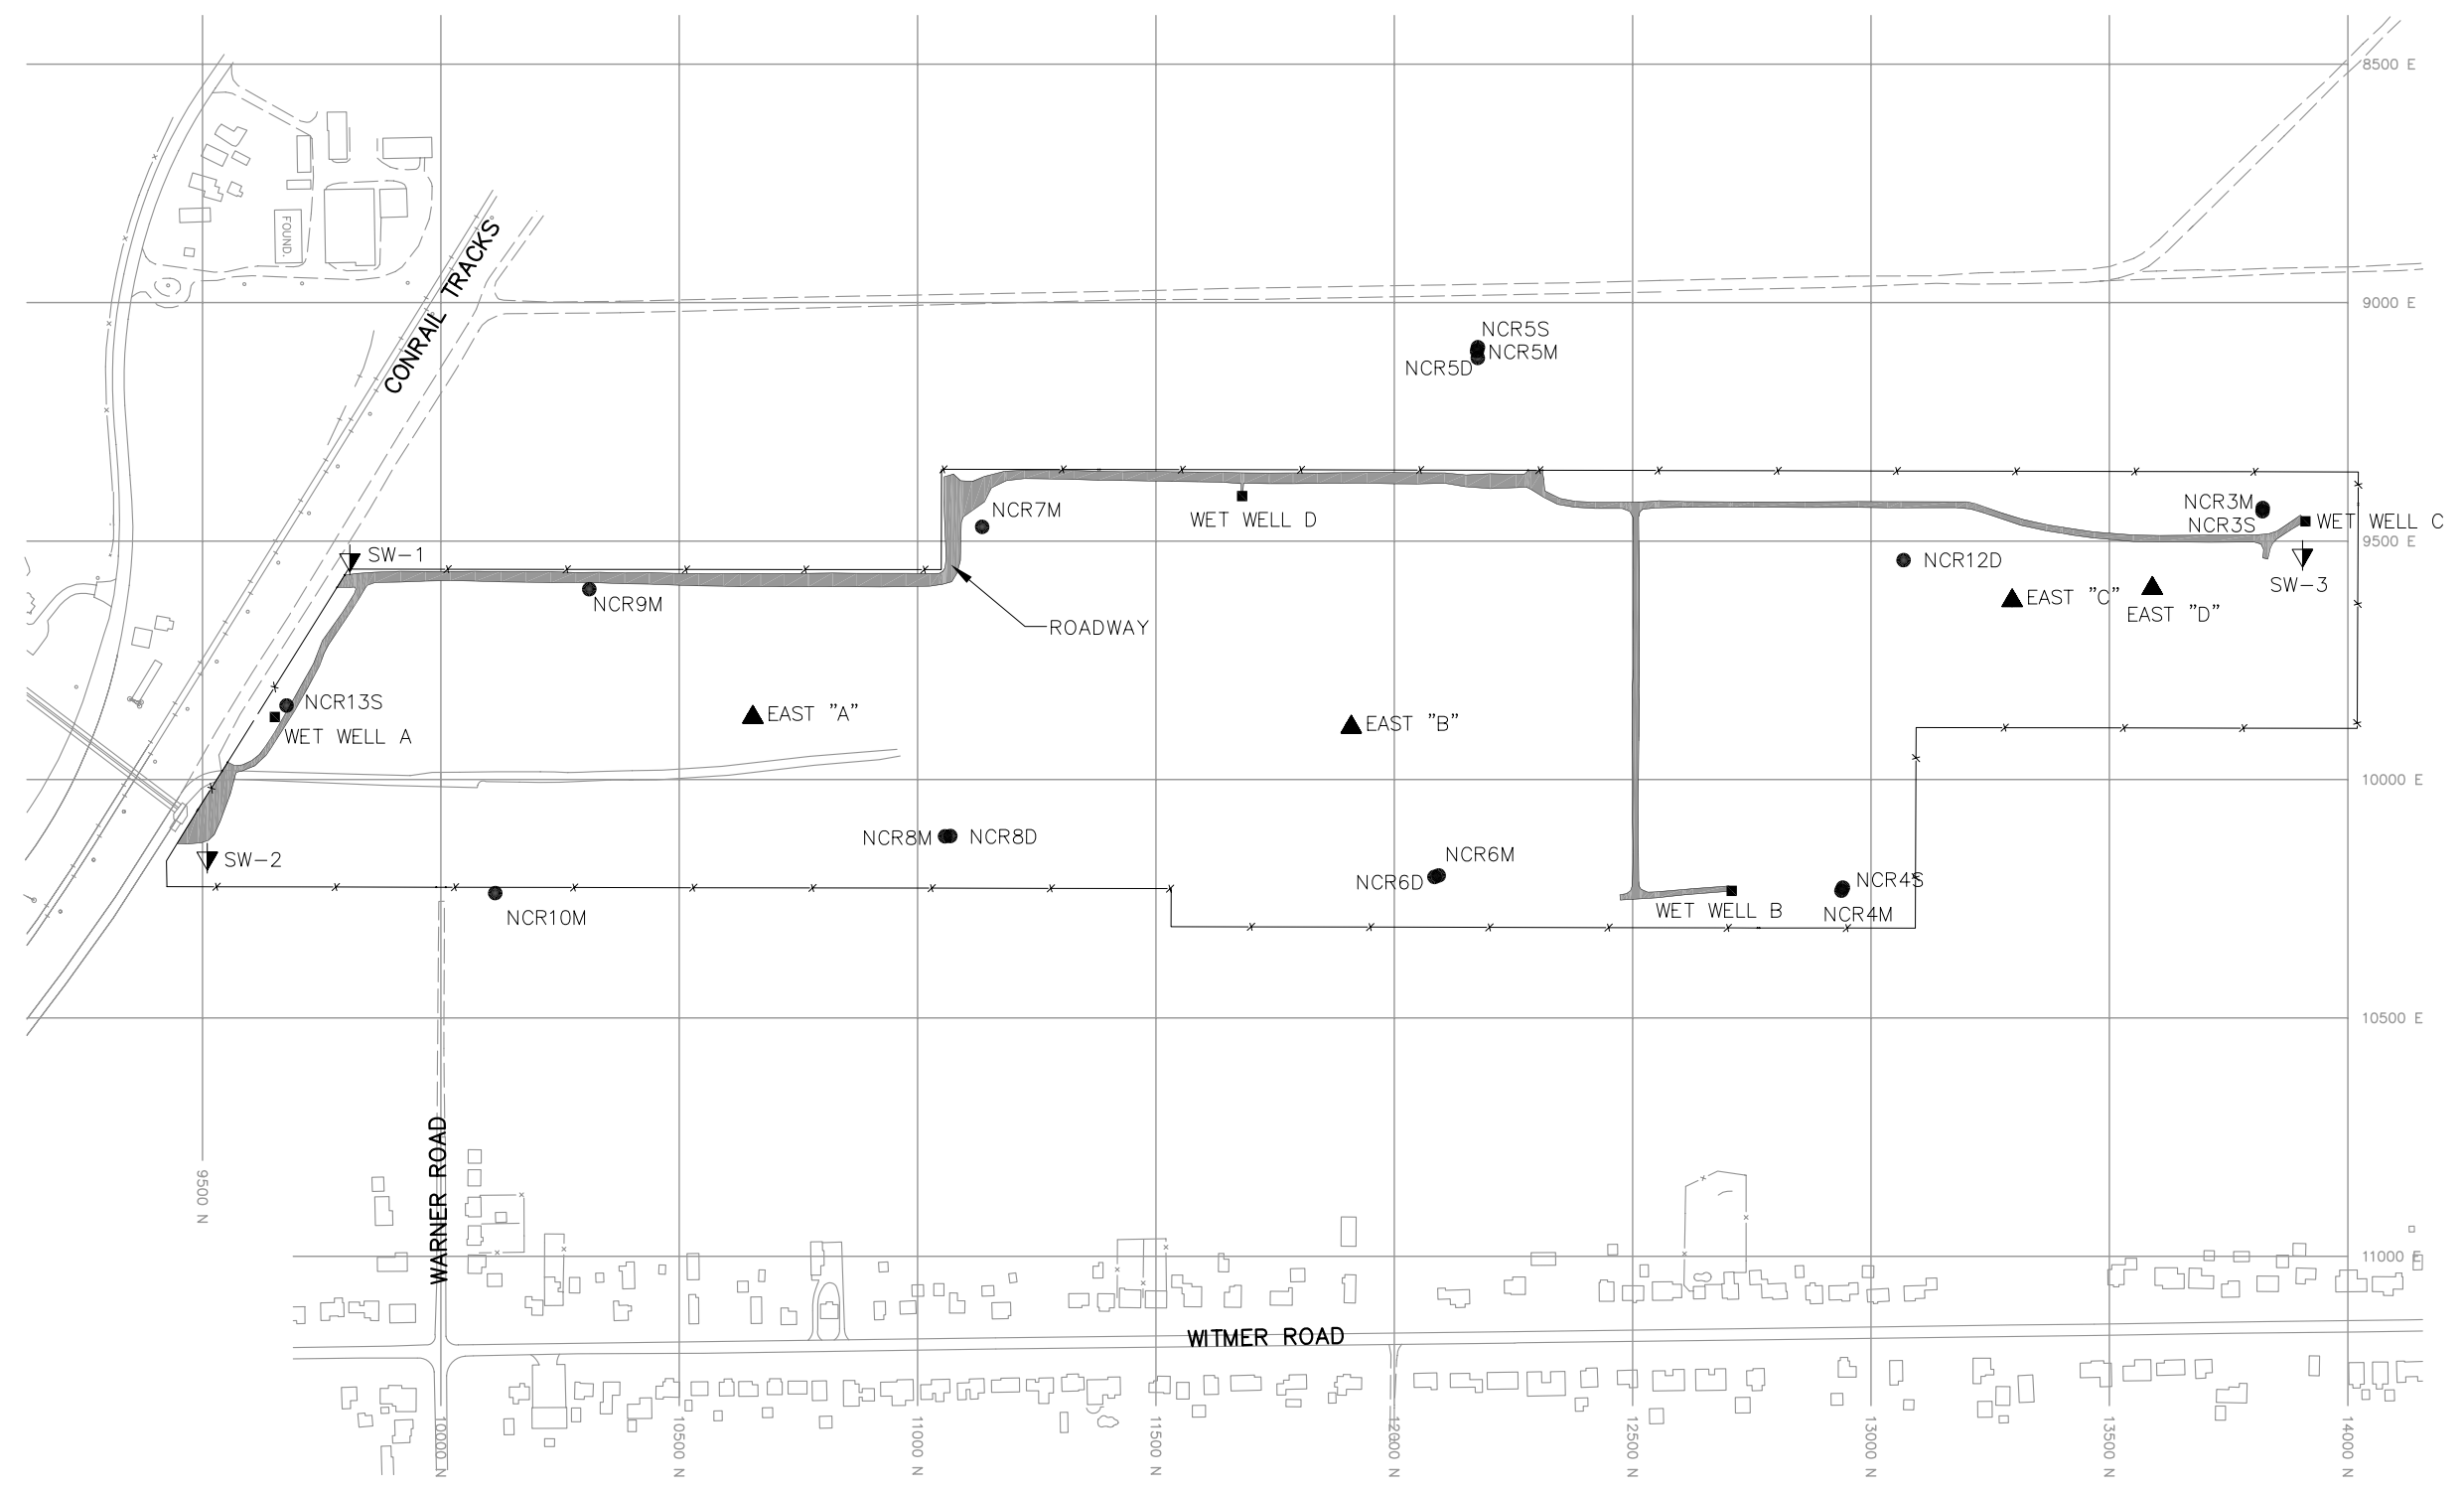 8500 E
FOUND.
CONRAIL TRACKS
9000 E
NCR5S
NCR5M
NCR5D
NCR7M
WET WELL D
NCR3M
NCR3S
WET WELL C
9500 E
SW-1
NCR12D
SW-3
NCR9M
EAST "C"
EAST "D"
ROADWAY
NCR13S
WET WELL A
EAST "A"
EAST "B"
10000 E
NCR8M
NCR8D
SW-2
NCR6M
NCR6D
NCR4S
NCR4M
WET WELL B
NCR10M
10500 E
WARNER ROAD
9500 N
11000 E
WITMER ROAD
10000 N
10500 N
11000 N
11500 N
12000 N
12500 N
13000 N
13500 N
14000 N